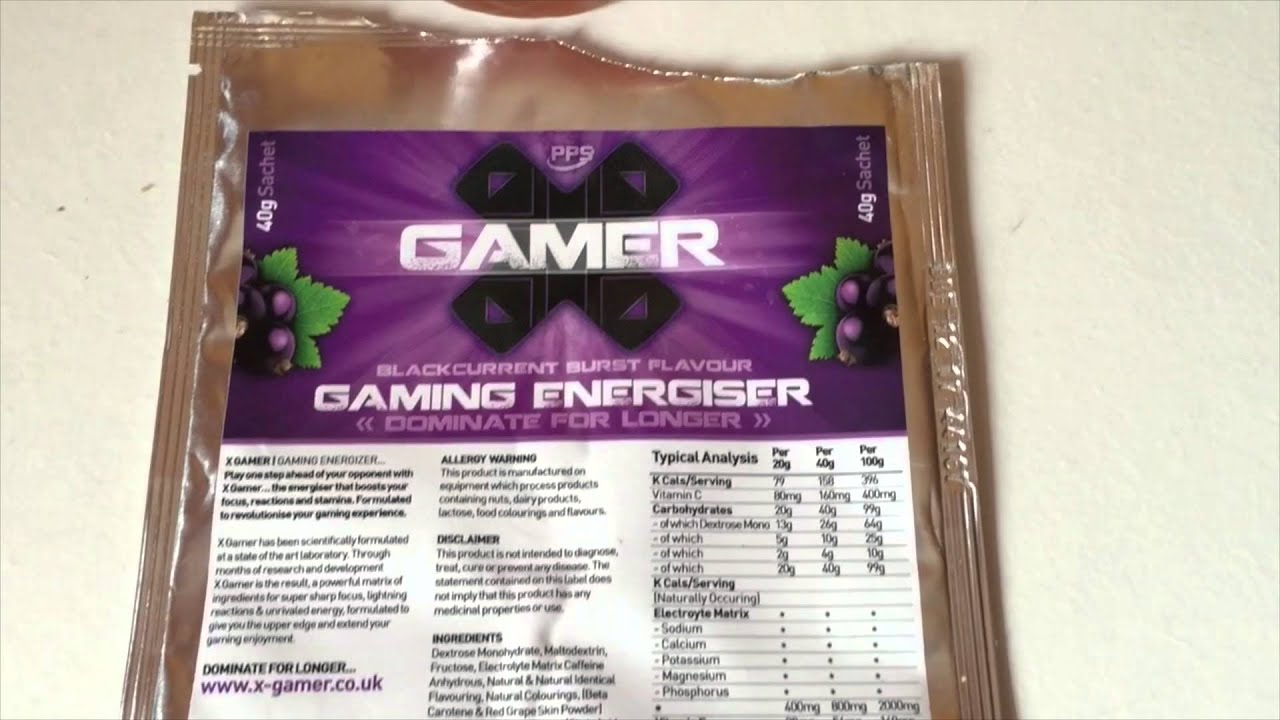 PPS
GAMER
40g Sachet
40g Sachet
BLACKCURRENT BURST FLAVOUR
GAMING ENERGISER
« DOMINATE FOR LONGER »
X GAMER | GAMING ENERGIZER...
Play one step ahead of your opponent with
X Gamer... the energiser that boosts your
focus, reactions and stamina. Formulated
to revolutionise your gaming experience.
X Gamer has been scientifically formulated
at a state of the art laboratory. Through
months of research and development
X Gamer is the result, a powerful matrix of
ingredients for super sharp focus, lightning
reactions & unrivaled energy, formulated to
give you the upper edge and extend your
gaming enjoyment.
DOMINATE FOR LONGER...
www.x-gamer.co.uk
ALLERGY WARNING
This product is manufactured on
equipment which process products
containing nuts, dairy products,
lactose, food colourings and flavours.
DISCLAIMER
This product is not intended to diagnose,
treat, cure or prevent any disease. The
statement contained on this label does
not imply that this product has any
medicinal properties or use.
INGREDIENTS
Dextrose Monohydrate, Maltodextrin,
Fructose, Electrolyte Matrix Caffeine
Anhydrous, Natural & Natural Identical
Flavouring, Natural Colourings, [Beta
Carotene & Red Grape Skin Powder]
Typical Analysis Per 20g Per 40g Per 100g
K Cals/Serving 79 158 396
Vitamin C 80mg 160mg 400mg
Carbohydrates 20g 40g 99g
- of which Dextrose Mono 13g 26g 64g
- of which 5g 10g 25g
- of which 2g 4g 10g
- of which 20g 40g 99g
K Cals/Serving
[Naturally Occuring]
Electroyte Matrix • • •
- Sodium • • •
- Calcium • • •
- Potassium • • •
- Magnesium • • •
- Phosphorus • • •
• 400mg 800mg 2000mg